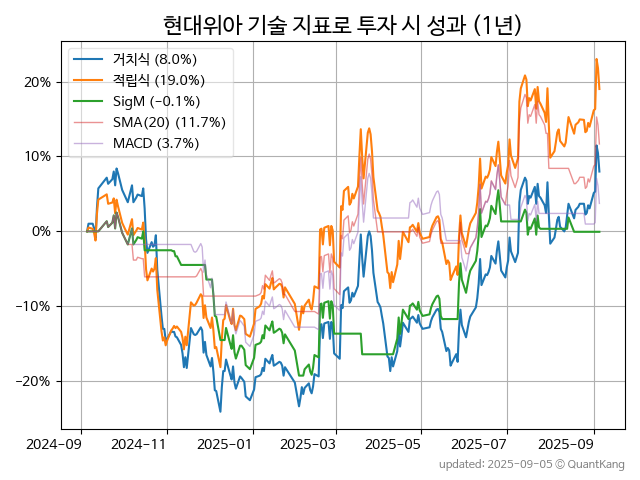 현대위아 기술 지표로 투자 시 성과 (1년)
거치식 (8.0%)
적립식 (19.0%)
SigM (−0.1%)
SMA(20) (11.7%)
MACD (3.7%)
20%
10%
0%
−10%
−20%
2024-09 2024-11 2025-01 2025-03 2025-05 2025-07 2025-09
updated: 2025-09-05 ⓒ QuantKang